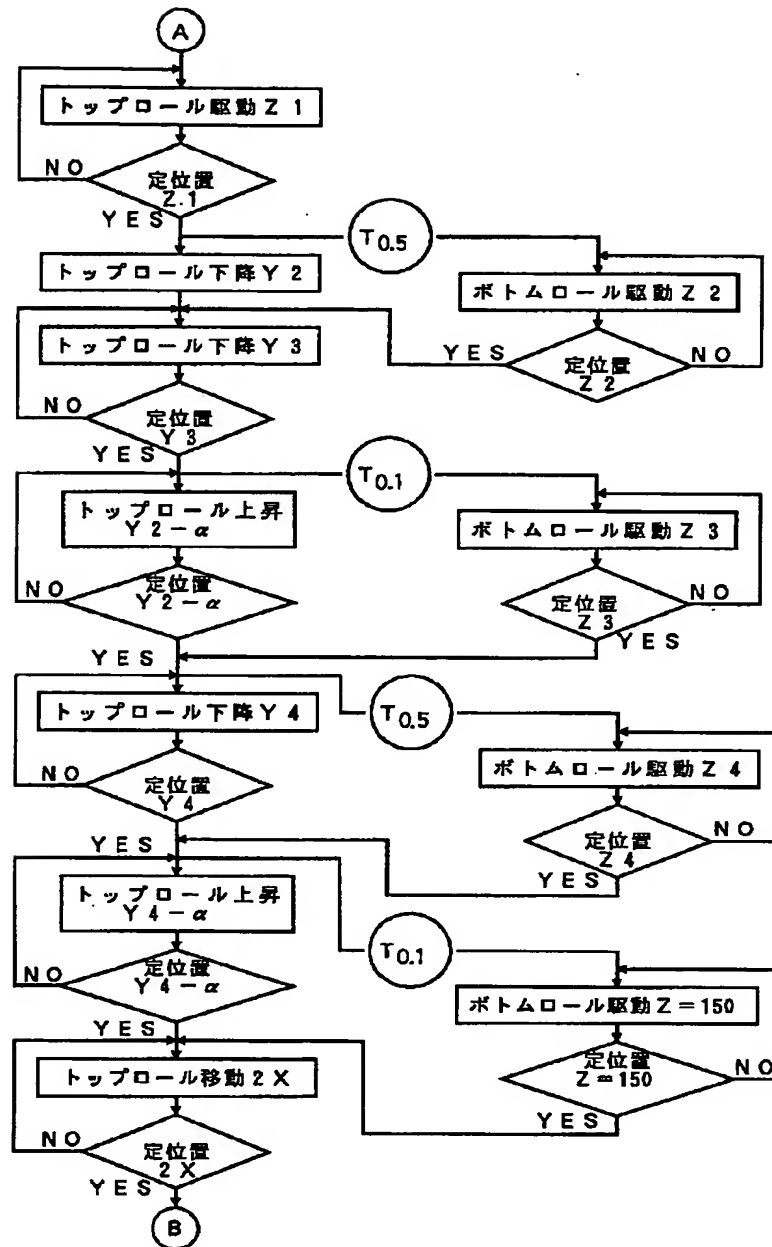 A
トップロール駆動Z1
NO
定位置
Z.1
YES
T0.5
トップロール下降Y2
ボトムロール駆動Z2
トップロール下降Y3
YES
定位置
Z2
NO
NO
定位置
Y3
YES
T0.1
トップロール上昇
Y2-α
ボトムロール駆動Z3
NO
定位置
Y2-α
定位置
Z3
NO
YES
YES
トップロール下降Y4
T0.5
ボトムロール駆動Z4
NO
定位置
Y4
定位置
Z4
NO
YES
YES
トップロール上昇
Y4-α
T0.1
NO
定位置
Y4-α
ボトムロール駆動Z=150
YES
定位置
Z=150
NO
トップロール移動2X
YES
NO
定位置
2X
YES
B